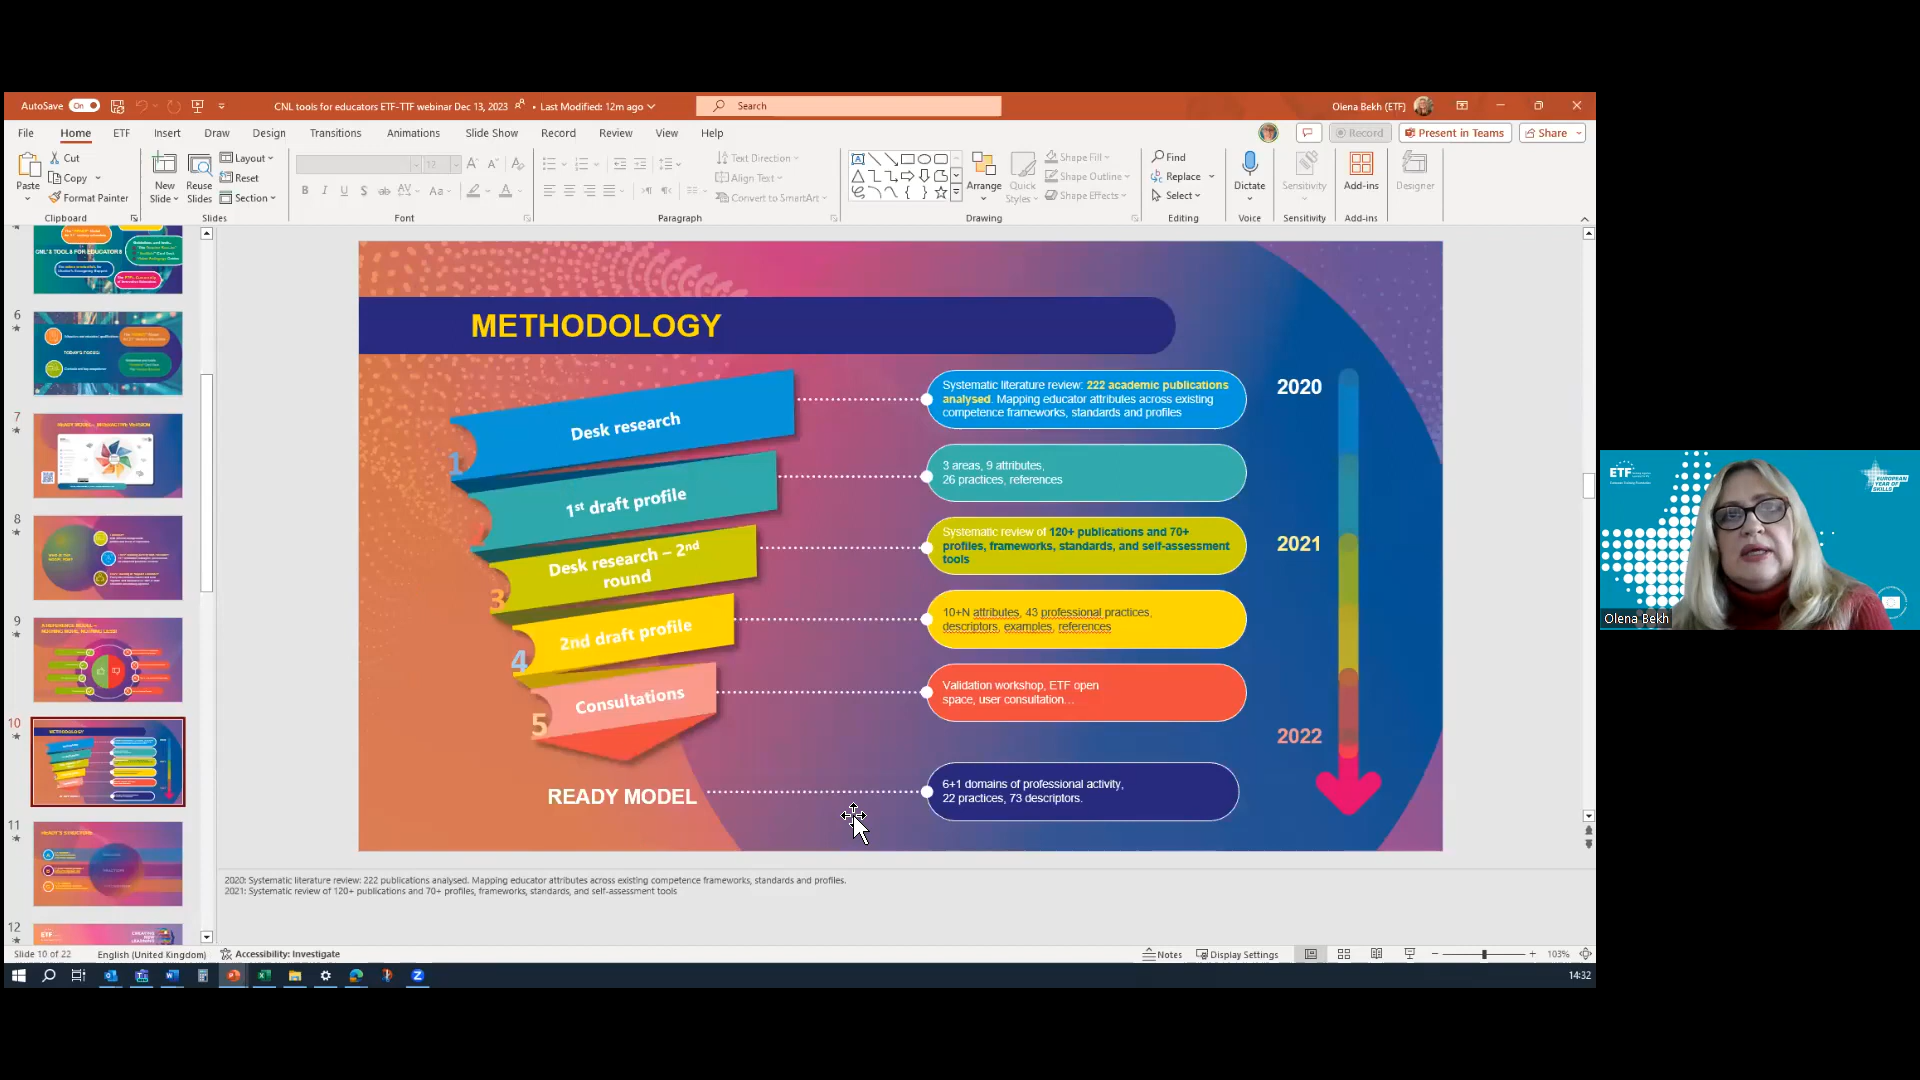 AutoSave On
CNL tools for educators ETF-TTF webinar Dec 13, 2023 • Last Modified: 12m ago
Search
Olena Bekh (ETF)
File Home ETF Insert Draw Design Transitions Animations Slide Show Record Review View Help
Record Present in Teams Share
Paste
Cut
Copy
Format Painter
Clipboard
New Slide
Reuse Slides
Layout
Reset
Section
Slides
12
Font
Text Direction
Align Text
Convert to SmartArt
Paragraph
Arrange
Quick Styles
Shape Fill
Shape Outline
Shape Effects
Drawing
Find
Replace
Select
Editing
Dictate
Voice
Sensitivity
Sensitivity
Add-ins
Add-ins
Designer
6
7
8
9
10
METHODOLOGY
11
12
METHODOLOGY
1
Desk research
Systematic literature review: 222 academic publications
analysed. Mapping educator attributes across existing
competence frameworks, standards and profiles
2020
1st draft profile
3 areas, 9 attributes,
26 practices, references
3
Desk research – 2nd
round
Systematic review of 120+ publications and 70+
profiles, frameworks, standards, and self-assessment
tools
2021
4
2nd draft profile
10+N attributes, 43 professional practices,
descriptors, examples, references
5
Consultations
Validation workshop, ETF open
space, user consultation…
2022
READY MODEL
6+1 domains of professional activity,
22 practices, 73 descriptors.
2020: Systematic literature review: 222 publications analysed. Mapping educator attributes across existing competence frameworks, standards and profiles.
2021: Systematic review of 120+ publications and 70+ profiles, frameworks, standards, and self-assessment tools
Slide 10 of 22 English (United Kingdom) Accessibility: Investigate
Notes Display Settings 103%
14:32
ETF
EUROPEAN
YEAR OF
SKILLS
Olena Bekh